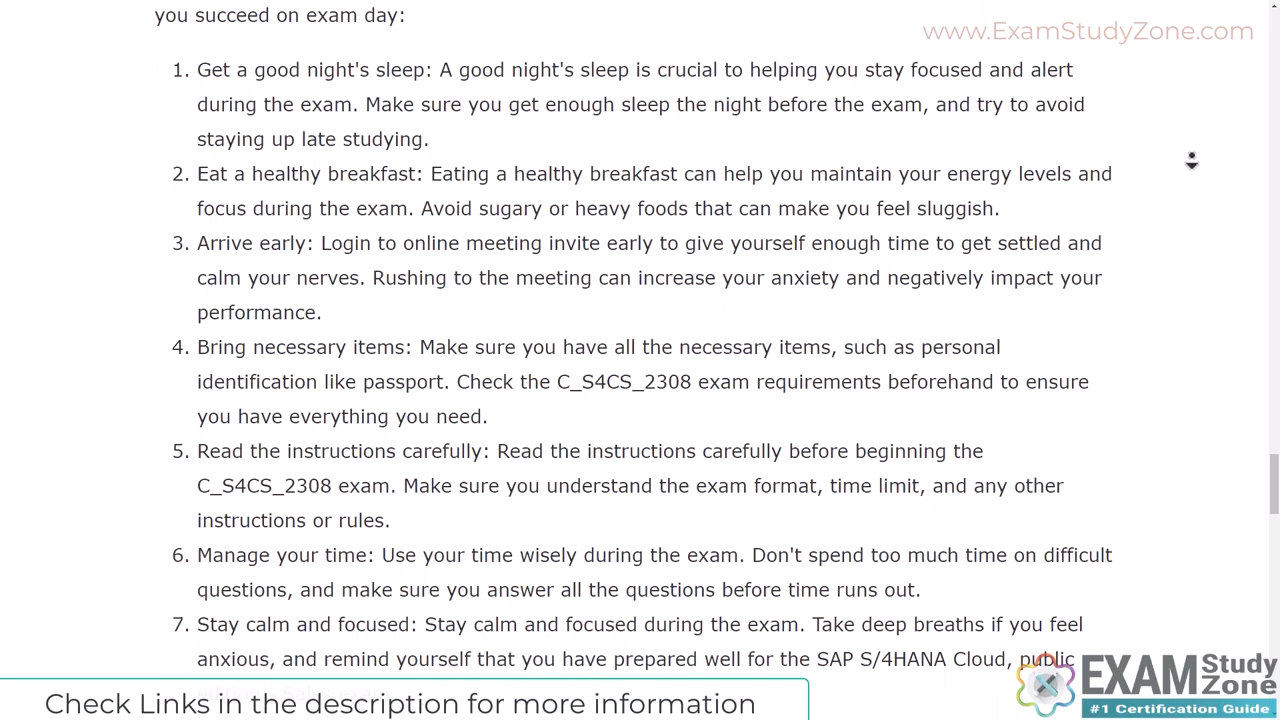 you succeed on exam day:
www.ExamStudyZone.com
1. Get a good night's sleep: A good night's sleep is crucial to helping you stay focused and alert
during the exam. Make sure you get enough sleep the night before the exam, and try to avoid
staying up late studying.
2. Eat a healthy breakfast: Eating a healthy breakfast can help you maintain your energy levels and
focus during the exam. Avoid sugary or heavy foods that can make you feel sluggish.
3. Arrive early: Login to online meeting invite early to give yourself enough time to get settled and
calm your nerves. Rushing to the meeting can increase your anxiety and negatively impact your
performance.
4. Bring necessary items: Make sure you have all the necessary items, such as personal
identification like passport. Check the C_S4CS_2308 exam requirements beforehand to ensure
you have everything you need.
5. Read the instructions carefully: Read the instructions carefully before beginning the
C_S4CS_2308 exam. Make sure you understand the exam format, time limit, and any other
instructions or rules.
6. Manage your time: Use your time wisely during the exam. Don't spend too much time on difficult
questions, and make sure you answer all the questions before time runs out.
7. Stay calm and focused: Stay calm and focused during the exam. Take deep breaths if you feel
anxious, and remind yourself that you have prepared well for the SAP S/4HANA Cloud, public
Check Links in the description for more information
EXAM Study Zone
#1 Certification Guide